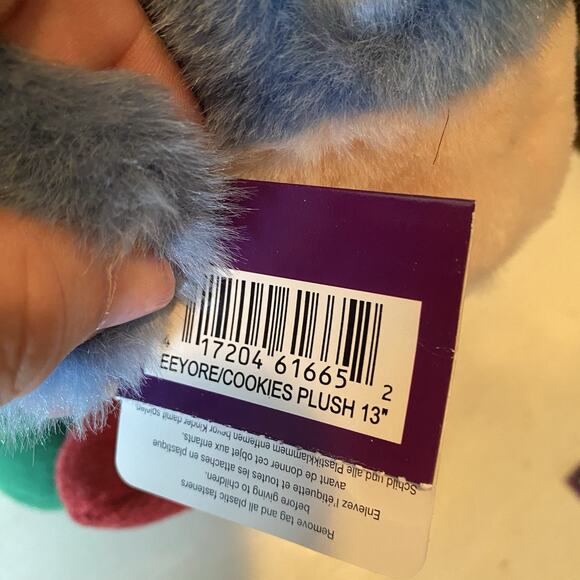 4 17204 61665 2
EEYORE/COOKIES PLUSH 13"
Remove tag and all plastic fasteners
before giving to children.
Enlevez l'étiquette et toutes les attaches en plastique
avant de donner cet objet aux enfants.
Schild und alle Plastikklammern entfernen bevor Kinder damit spielen.